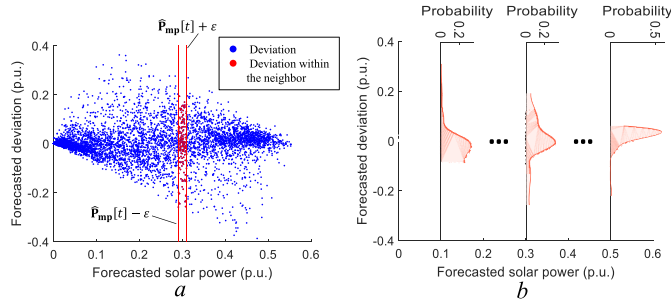 P̂mp[t] + ε
Deviation
Deviation within
the neighbor
0.4
0.2
0
-0.2
-0.4
Forecasted deviation (p.u.)
P̂mp[t] − ε
0 0.1 0.2 0.3 0.4 0.5 0.6
Forecasted solar power (p.u.)
a
Probability Probability Probability
0 0.2 0 0.2 0 0.5
0.4
0.2
0
-0.2
-0.4
Forecasted deviation (p.u.)
0 0.1 0.2 0.3 0.4 0.5 0.6
Forecasted solar power (p.u.)
b